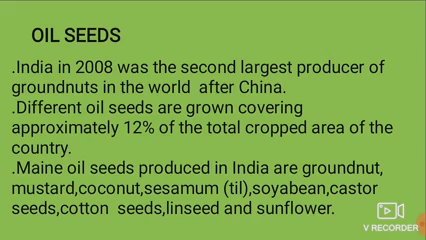 OIL SEEDS
.India in 2008 was the second largest producer of
groundnuts in the world  after China.
.Different oil seeds are grown covering
approximately 12% of the total cropped area of the
country.
.Maine oil seeds produced in India are groundnut,
mustard,coconut,sesamum (til),soyabean,castor
seeds,cotton  seeds,linseed and sunflower.
V RECORDER